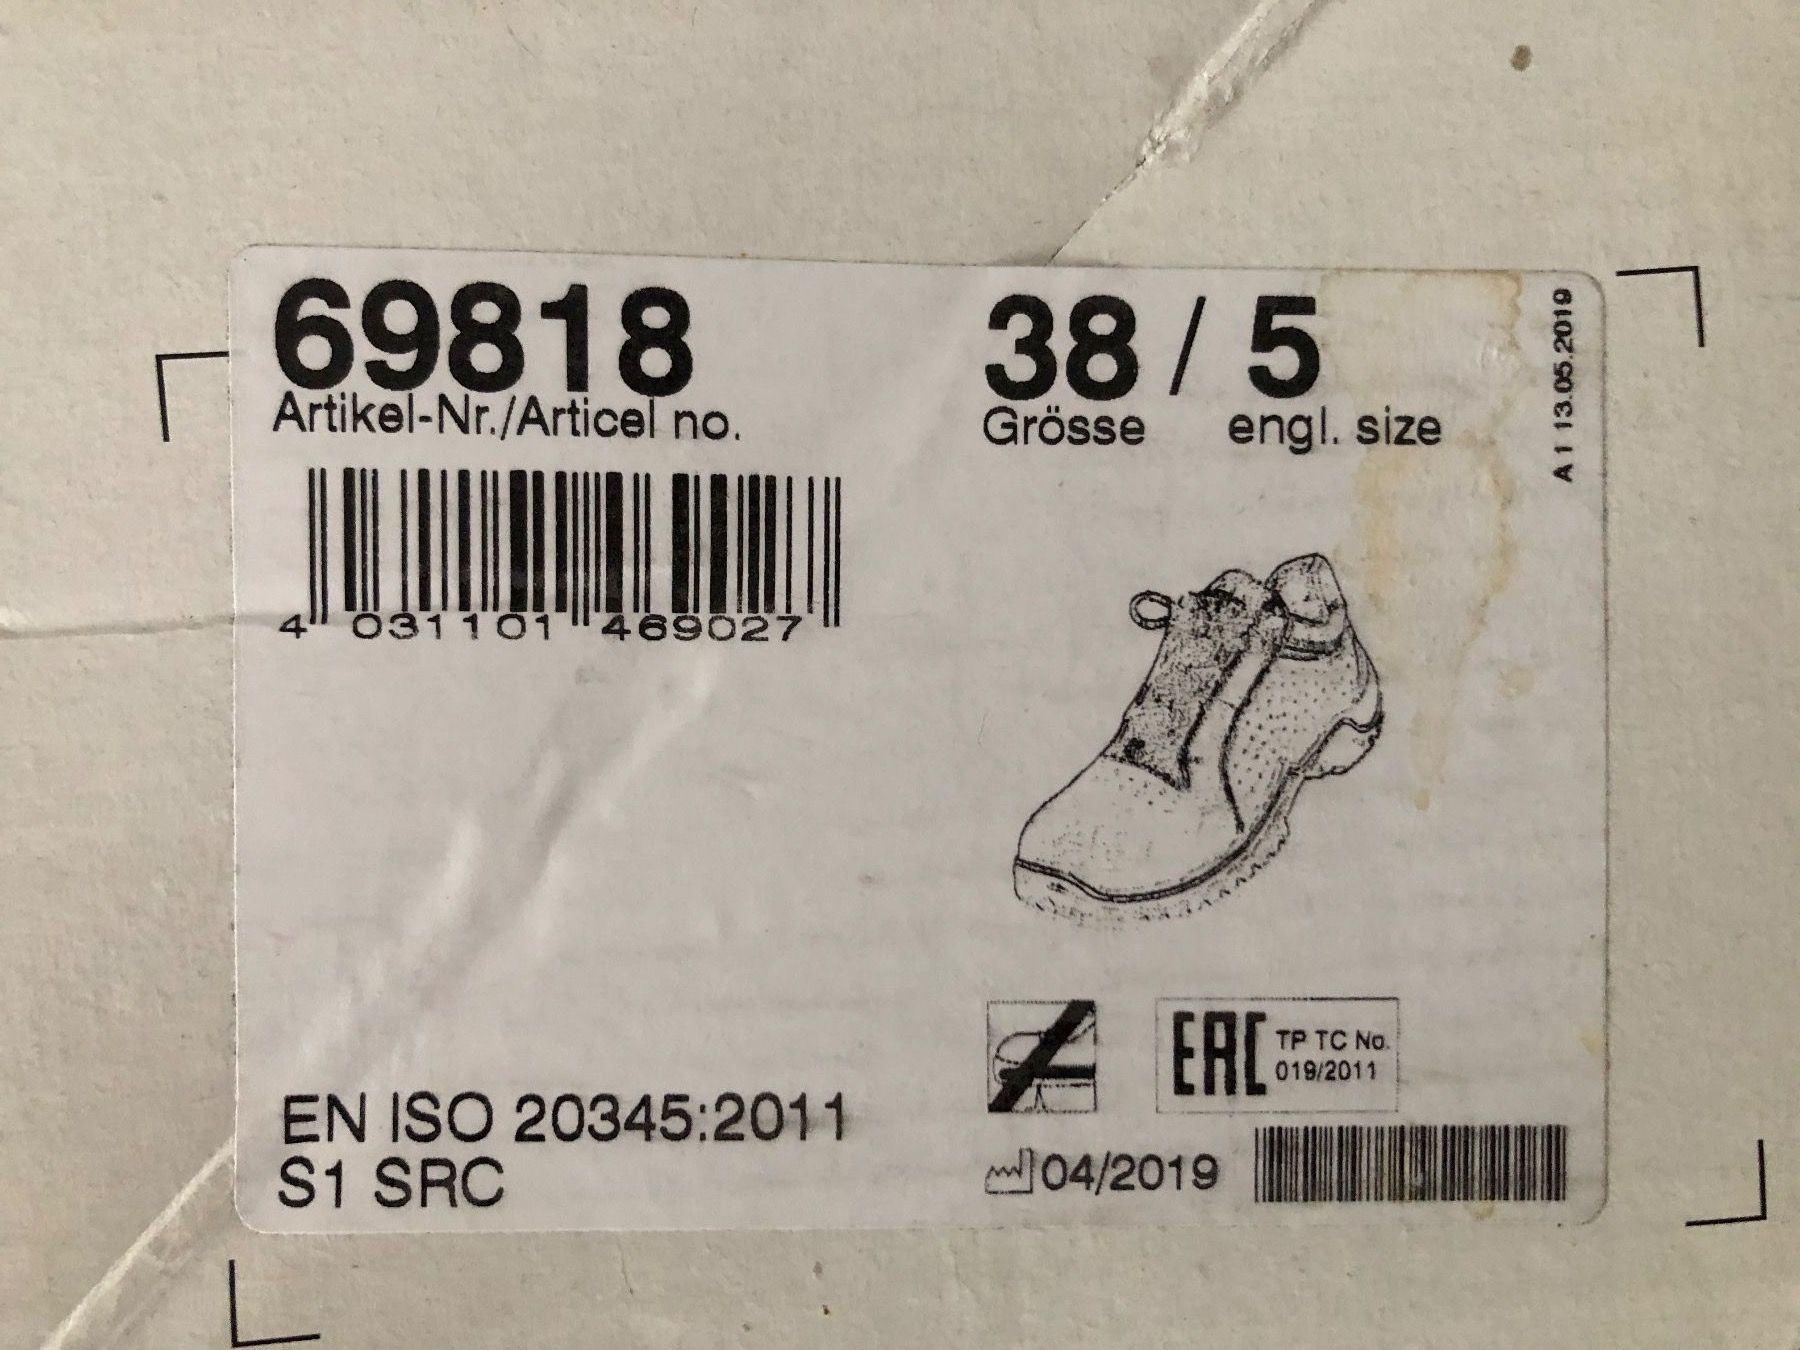 69818
Artikel-Nr./Articel no.
4 031101 469027
38 / 5
Grösse engl. size
A 1 13.05.2019
EAC TP TC No.
019/2011
04/2019
EN ISO 20345:2011
S1 SRC